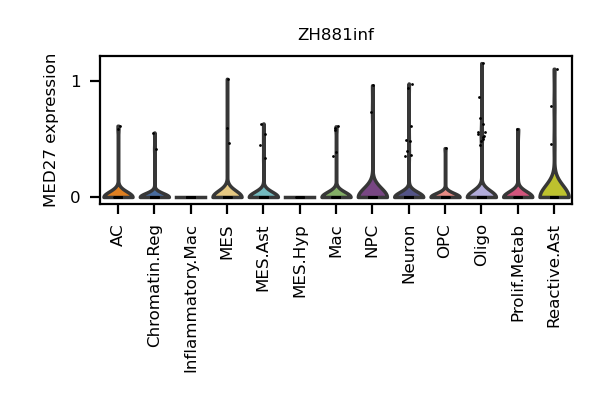 ZH881inf
MED27 expression
1
0
AC
Chromatin.Reg
Inflammatory.Mac
MES
MES.Ast
MES.Hyp
Mac
NPC
Neuron
OPC
Oligo
Prolif.Metab
Reactive.Ast